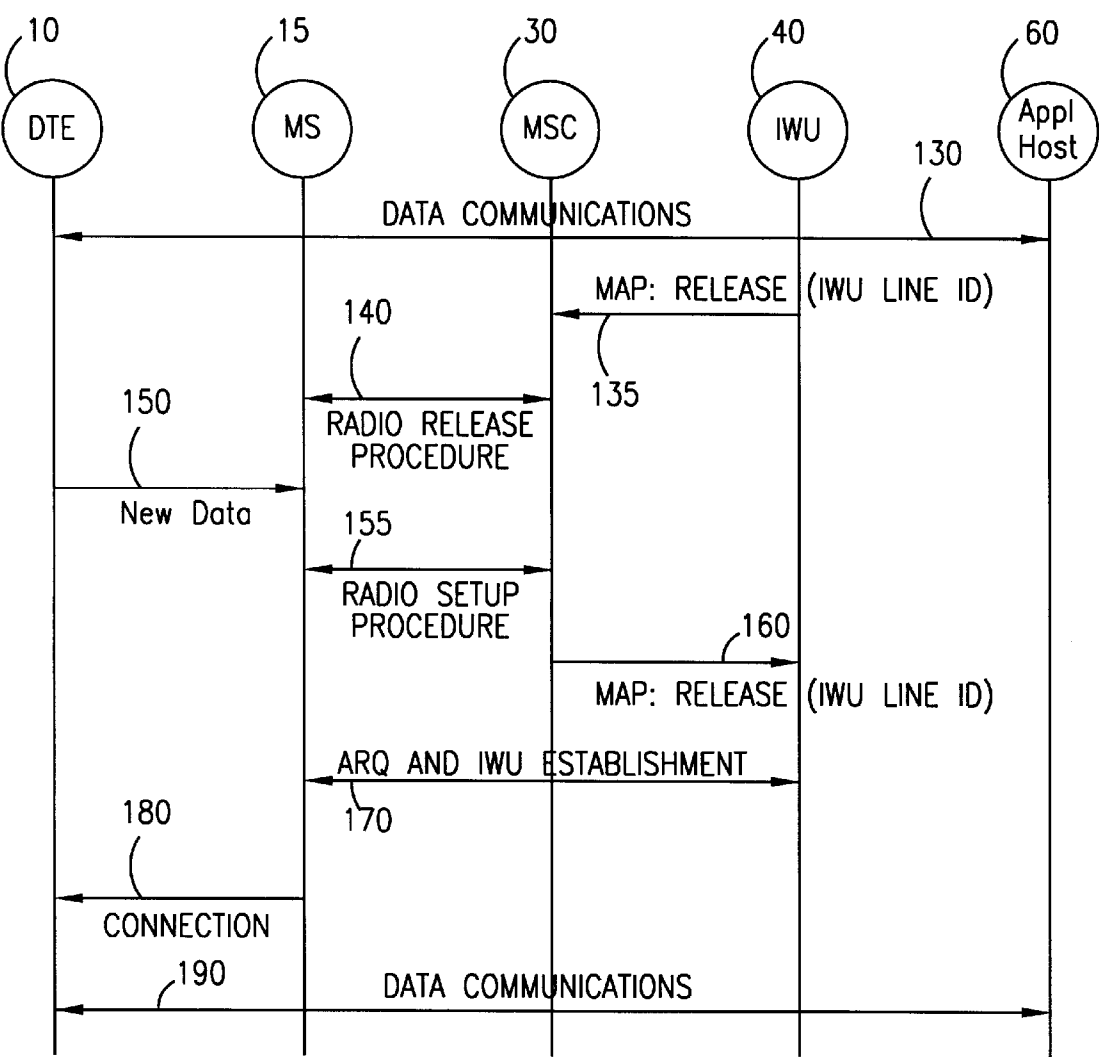 10
15
30
40
60
DTE
MS
MSC
IWU
Appl
Host
130
DATA COMMUNICATIONS
MAP: RELEASE (IWU LINE ID)
140
135
RADIO RELEASE
PROCEDURE
150
New Data
155
RADIO SETUP
PROCEDURE
160
MAP: RELEASE (IWU LINE ID)
ARQ AND IWU ESTABLISHMENT
170
180
CONNECTION
190
DATA COMMUNICATIONS